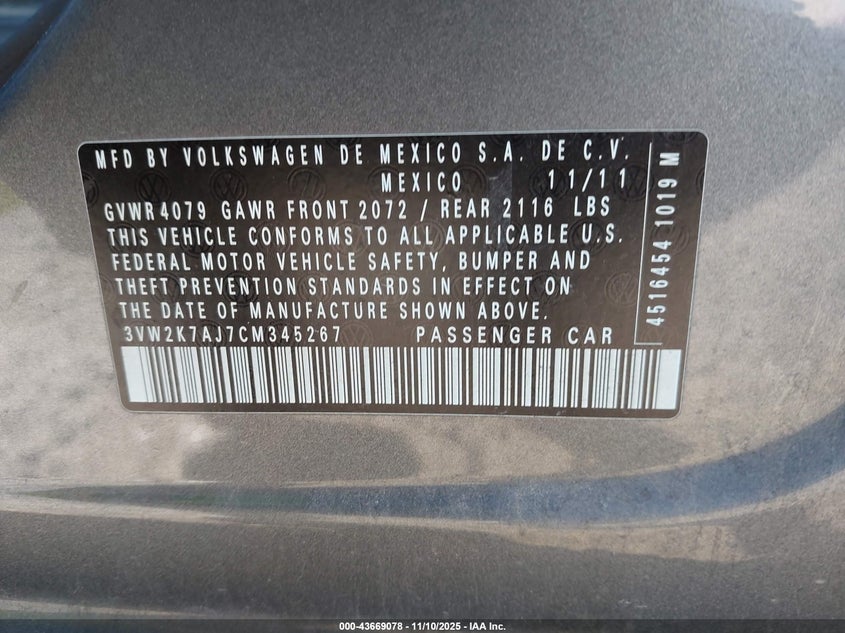 MFD BY VOLKSWAGEN DE MEXICO S.A. DE C.V.
MEXICO 11/11
GVWR4079 GAWR FRONT 2072 / REAR 2116 LBS
THIS VEHICLE CONFORMS TO ALL APPLICABLE U.S.
FEDERAL MOTOR VEHICLE SAFETY, BUMPER AND
THEFT PREVENTION STANDARDS IN EFFECT ON
THE DATE OF MANUFACTURE SHOWN ABOVE.
3VW2K7AJ7CM345267 PASSENGER CAR
4516454 1019 M
000-43669078 - 11/10/2025 - IAA Inc.